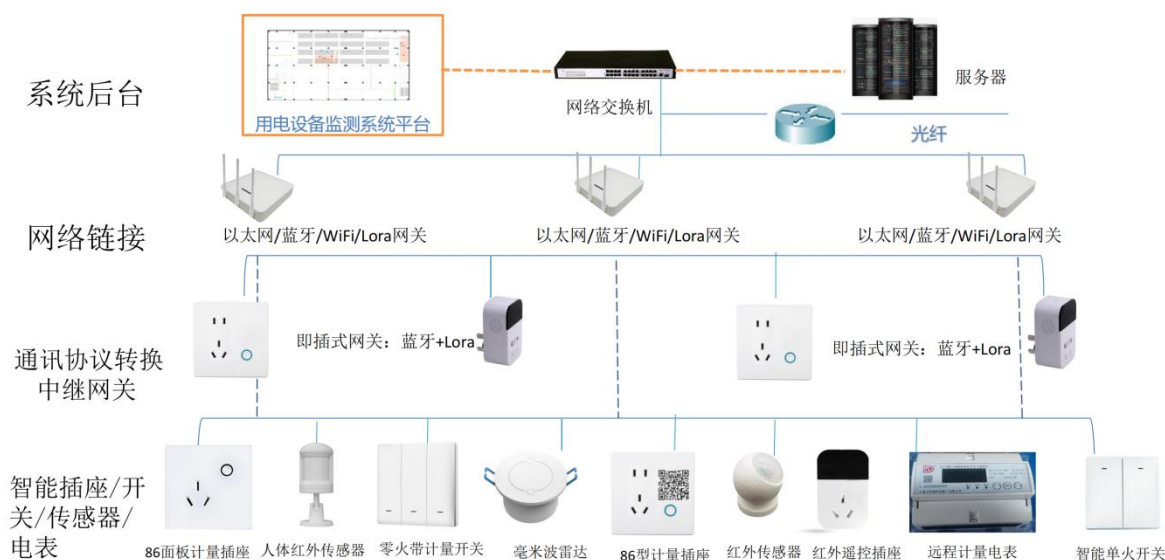 系统后台
用电设备监测系统平台
网络交换机
服务器
光纤
网络链接
以太网/蓝牙/WiFi/Lora网关
以太网/蓝牙/WiFi/Lora网关
以太网/蓝牙/WiFi/Lora网关
通讯协议转换
中继网关
即插式网关：蓝牙+Lora
即插式网关：蓝牙+Lora
智能插座/开
关/传感器/
电表
86面板计量插座
人体红外传感器
零火带计量开关
毫米波雷达
86型计量插座
红外传感器
红外遥控插座
远程计量电表
智能单火开关